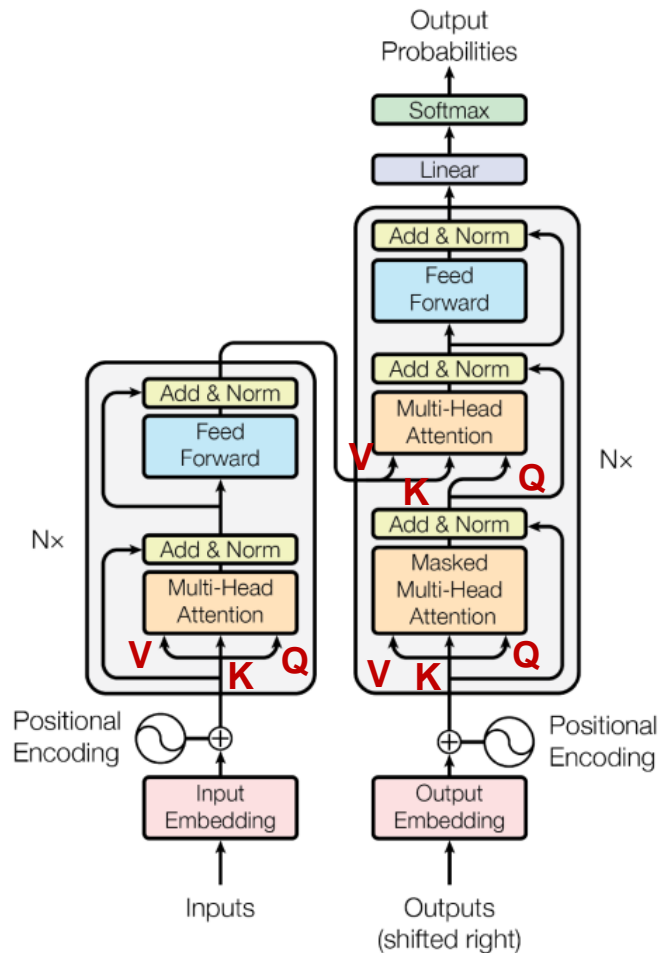 Output
Probabilities
Softmax
Linear
Add & Norm
Feed
Forward
Add & Norm
Multi-Head
Attention
V
K
Q
N×
Add & Norm
Masked
Multi-Head
Attention
V
K
Q
Positional
Encoding
Output
Embedding
Outputs
(shifted right)
Add & Norm
Feed
Forward
N×
Add & Norm
Multi-Head
Attention
V
K
Q
Positional
Encoding
Input
Embedding
Inputs